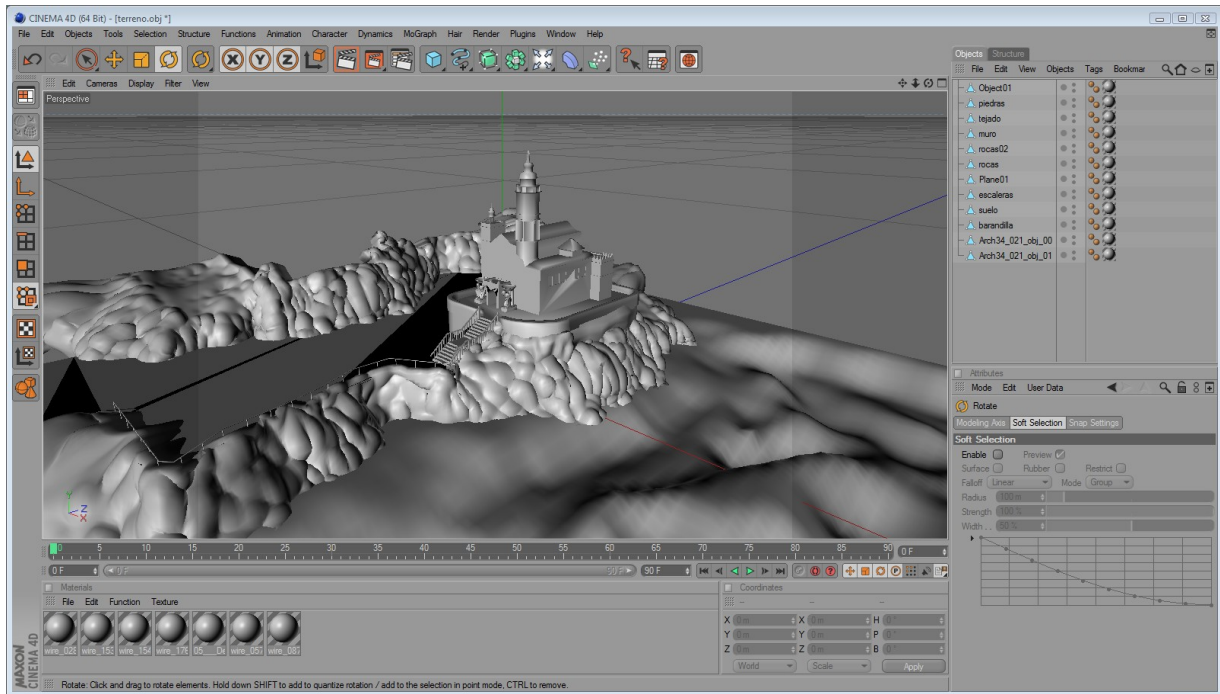 CINEMA 4D (64 Bit) - [terreno.obj *]
File Edit Objects Tools Selection Structure Functions Animation Character Dynamics MoGraph Hair Render Plugins Window Help
Edit Cameras Display Filter View
Perspective
Y
Z
X
0 5 10 15 20 25 30 35 40 45 50 55 60 65 70 75 80 85 90 0 F
0 F 0 F 90 F 90 F
Materials
File Edit Function Texture
wire_028 wire_153 wire_154 wire_178 05___De wire_057 wire_087
Coordinates
X 0 m X 0 m H 0 °
Y 0 m Y 0 m P 0 °
Z 0 m Z 0 m B 0 °
World Scale Apply
MAXON
CINEMA 4D
Rotate: Click and drag to rotate elements. Hold down SHIFT to add to quantize rotation / add to the selection in point mode, CTRL to remove.
Objects Structure
File Edit View Objects Tags Bookmar
Object01
piedras
tejado
muro
rocas02
rocas
Plane01
escaleras
suelo
barandilla
Arch34_021_obj_00
Arch34_021_obj_01
Attributes
Mode Edit User Data
Rotate
Modeling Axis Soft Selection Snap Settings
Soft Selection
Enable Preview
Surface Rubber Restrict
Falloff Linear Mode Group
Radius 100 m
Strength 100 %
Width . . 50 %